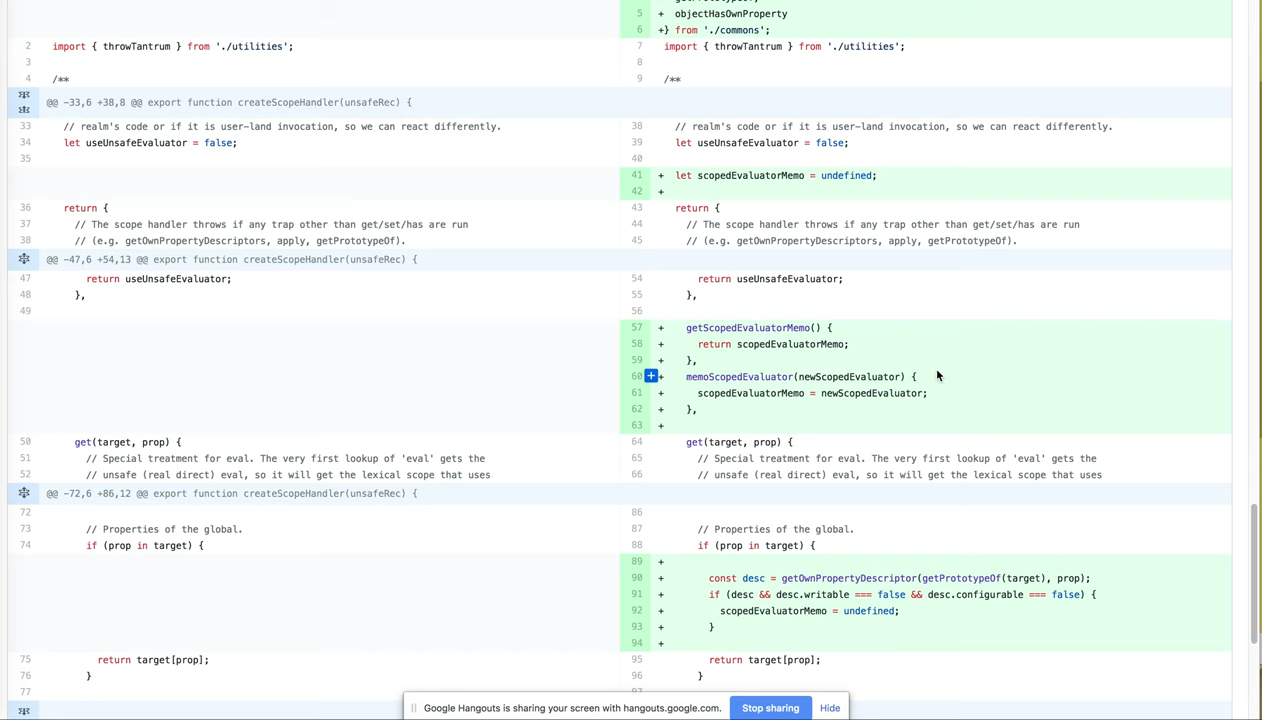 5 + objectHasOwnProperty
6 +} from './commons';
2 import { throwTantrum } from './utilities'; 7 import { throwTantrum } from './utilities';
3 8
4 /** 9 /**
@@ -33,6 +38,8 @@ export function createScopeHandler(unsafeRec) {
33 // realm's code or if it is user-land invocation, so we can react differently. 38 // realm's code or if it is user-land invocation, so we can react differently.
34 let useUnsafeEvaluator = false; 39 let useUnsafeEvaluator = false;
35 40
41 + let scopedEvaluatorMemo = undefined;
42 +
36 return { 43 return {
37 // The scope handler throws if any trap other than get/set/has are run 44 // The scope handler throws if any trap other than get/set/has are run
38 // (e.g. getOwnPropertyDescriptors, apply, getPrototypeOf). 45 // (e.g. getOwnPropertyDescriptors, apply, getPrototypeOf).
@@ -47,6 +54,13 @@ export function createScopeHandler(unsafeRec) {
47 return useUnsafeEvaluator; 54 return useUnsafeEvaluator;
48 }, 55 },
49 56
57 + getScopedEvaluatorMemo() {
58 + return scopedEvaluatorMemo;
59 + },
60 + memoScopedEvaluator(newScopedEvaluator) {
61 + scopedEvaluatorMemo = newScopedEvaluator;
62 + },
63 +
50 get(target, prop) { 64 get(target, prop) {
51 // Special treatment for eval. The very first lookup of 'eval' gets the 65 // Special treatment for eval. The very first lookup of 'eval' gets the
52 // unsafe (real direct) eval, so it will get the lexical scope that uses 66 // unsafe (real direct) eval, so it will get the lexical scope that uses
@@ -72,6 +86,12 @@ export function createScopeHandler(unsafeRec) {
72 86
73 // Properties of the global. 87 // Properties of the global.
74 if (prop in target) { 88 if (prop in target) {
89 +
90 + const desc = getOwnPropertyDescriptor(getPrototypeOf(target), prop);
91 + if (desc && desc.writable === false && desc.configurable === false) {
92 + scopedEvaluatorMemo = undefined;
93 + }
94 +
75 return target[prop]; 95 return target[prop];
76 } 96 }
77
Google Hangouts is sharing your screen with hangouts.google.com. Stop sharing Hide